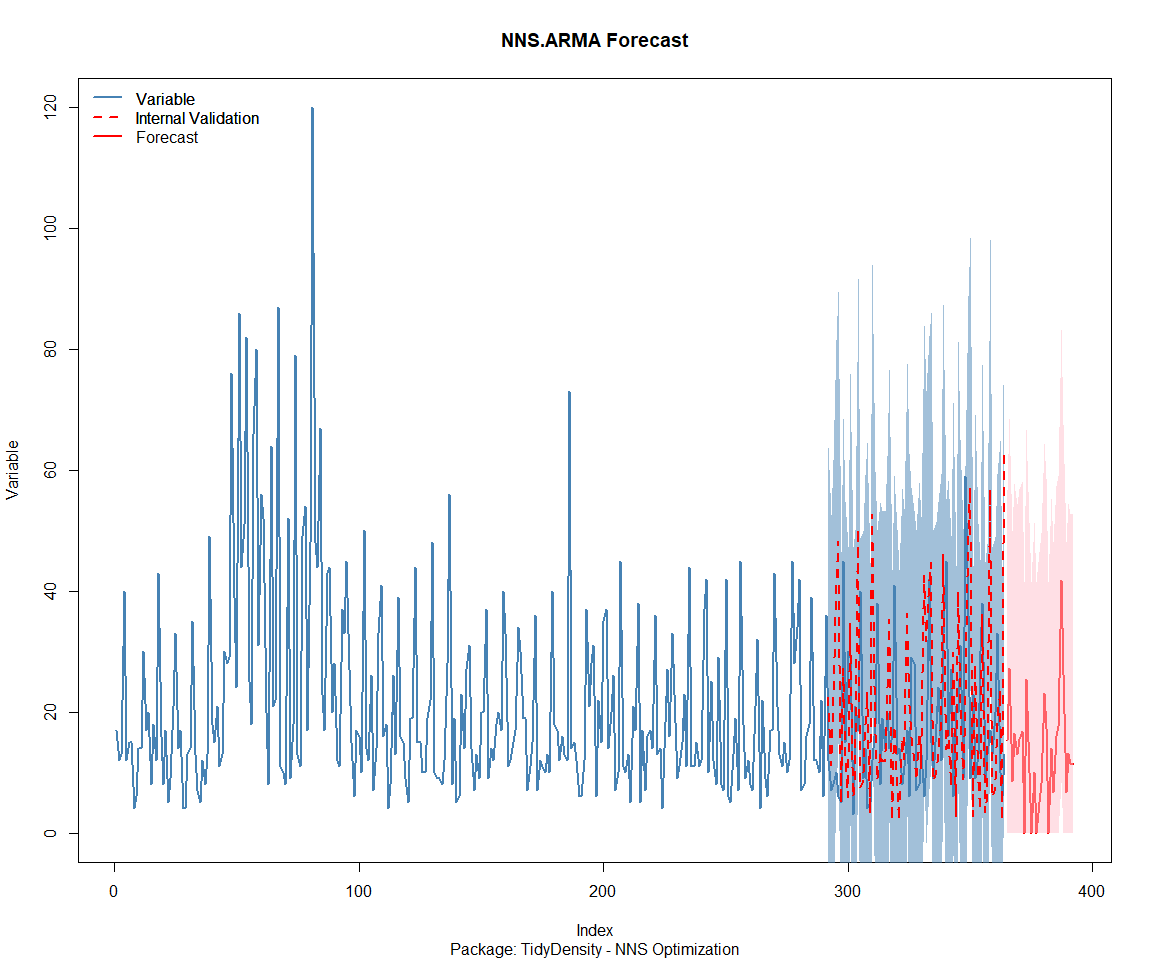 NNS.ARMA Forecast
Variable
Internal Validation
Forecast
120
100
80
60
40
20
0
Variable
0
100
200
300
400
Index
Package: TidyDensity - NNS Optimization